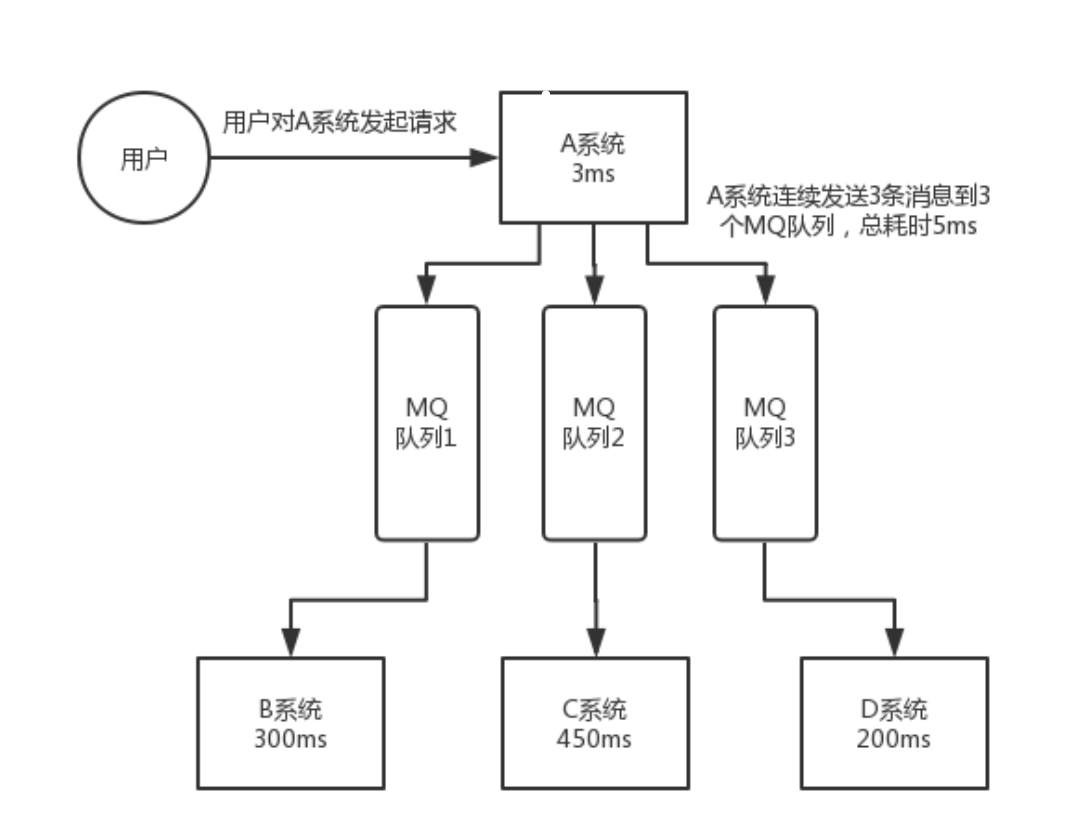 用户对A系统发起请求
用户
A系统
3ms
A系统连续发送3条消息到3
个MQ队列，总耗时5ms
MQ
队列1
MQ
队列2
MQ
队列3
B系统
300ms
C系统
450ms
D系统
200ms